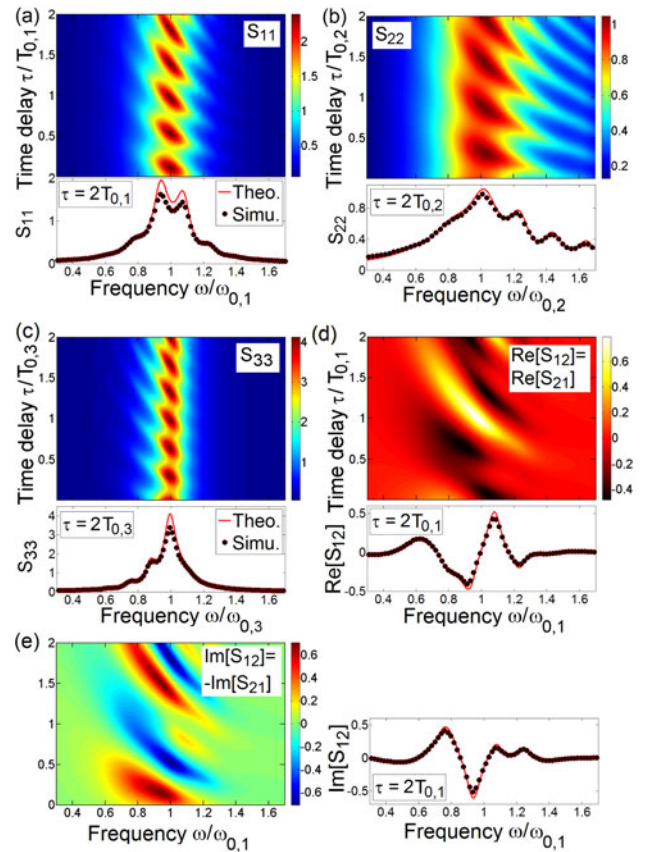 (a)
Time delay τ/T0,1
2
1.5
1
0.5
S11
2
1.5
1
0.5
S11
2
1
0
τ = 2T0,1
Theo.
Simu.
0.4 0.6 0.8 1 1.2 1.4 1.6
Frequency ω/ω0,1
(b)
Time delay τ/T0,2
2
1.5
1
0.5
S22
1
0.8
0.6
0.4
0.2
S22
0.8
0.4
0
τ = 2T0,2
0.4 0.6 0.8 1 1.2 1.4 1.6
Frequency ω/ω0,2
(c)
Time delay τ/T0,3
2
1.5
1
0.5
S33
4
3
2
1
S33
4
3
2
1
0
τ = 2T0,3
Theo.
Simu.
0.4 0.6 0.8 1 1.2 1.4 1.6
Frequency ω/ω0,3
(d)
Time delay τ/T0,1
2
1.5
1
0.5
Re[S12]=
Re[S21]
0.6
0.4
0.2
0
-0.2
-0.4
Re[S12]
0.5
0
-0.5
τ = 2T0,1
0.4 0.6 0.8 1 1.2 1.4 1.6
Frequency ω/ω0,1
(e)
2
1.5
1
0.5
0
Im[S12]=
-Im[S21]
0.6
0.4
0.2
0
-0.2
-0.4
-0.6
0.4 0.6 0.8 1 1.2 1.4 1.6
Frequency ω/ω0,1
Im[S12]
0.5
0
-0.5
τ = 2T0,1
0.4 0.6 0.8 1 1.2 1.4 1.6
Frequency ω/ω0,1